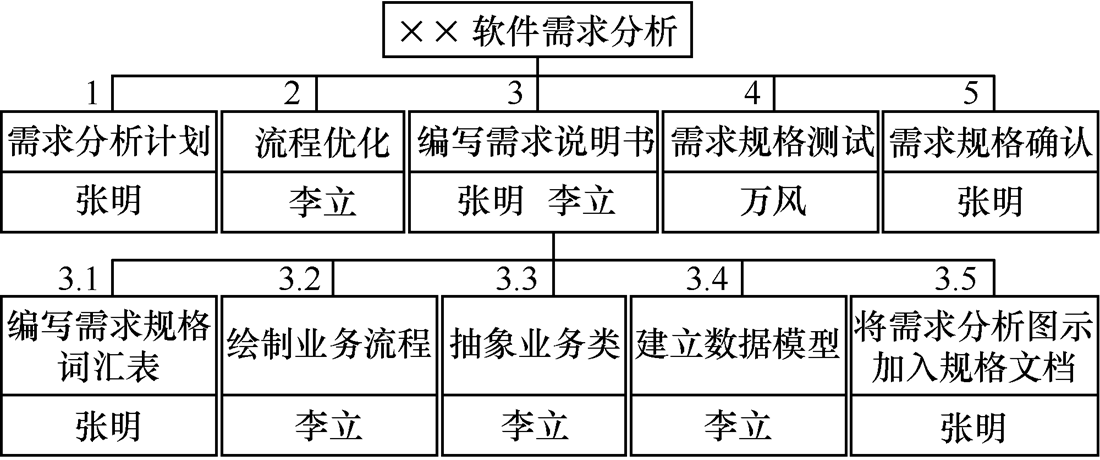 ×× 软件需求分析
1 2 3 4 5
需求分析计划 流程优化 编写需求说明书 需求规格测试 需求规格确认
张明 李立 张明 李立 万风 张明
3.1 3.2 3.3 3.4 3.5
编写需求规格词汇表 绘制业务流程 抽象业务类 建立数据模型 将需求分析图示加入规格文档
张明 李立 李立 李立 张明